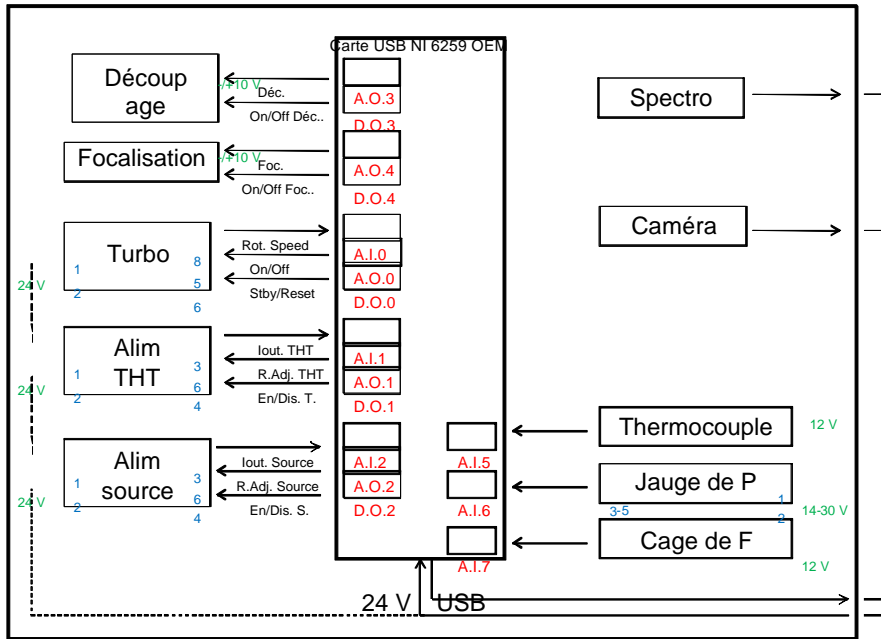 Carte USB NI 6259 OEM
Découp
age
-/+10 V
Déc.
On/Off Déc..
A.O.3
D.O.3
Focalisation
-/+10 V
Foc.
On/Off Foc..
A.O.4
D.O.4
Turbo
1
2
8
5
6
24 V
Rot. Speed
On/Off
Stby/Reset
A.I.0
A.O.0
D.O.0
Alim
THT
1
2
3
6
4
24 V
Iout. THT
R.Adj. THT
En/Dis. T.
A.I.1
A.O.1
D.O.1
Alim
source
1
2
3
6
4
24 V
Iout. Source
R.Adj. Source
En/Dis. S.
A.I.2
A.O.2
D.O.2
Spectro
Caméra
Thermocouple
12 V
A.I.5
Jauge de P
3-5
1
2
14-30 V
A.I.6
Cage de F
12 V
A.I.7
24 V
USB